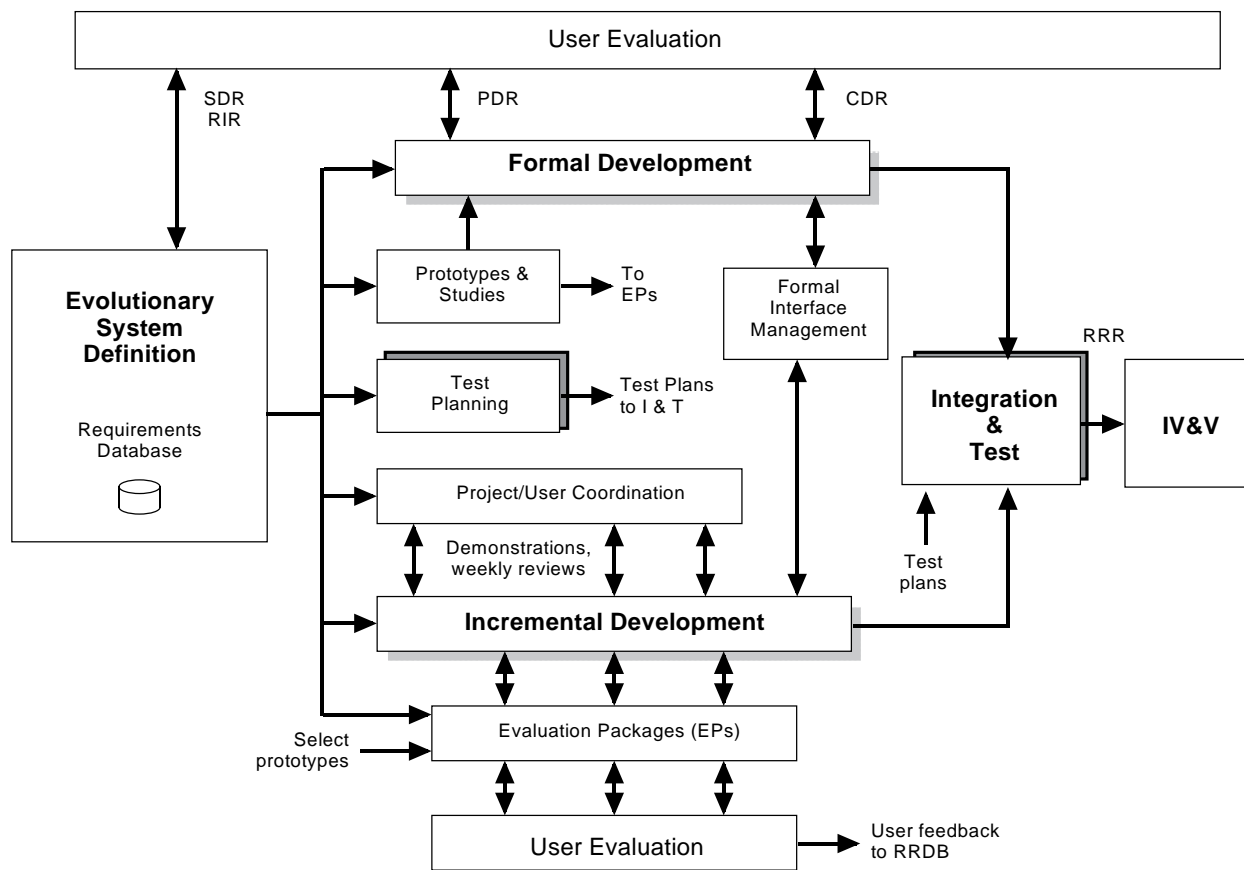 User Evaluation
SDR
RIR
PDR
CDR
Formal Development
Prototypes &
Studies
To
EPs
Formal
Interface
Management
Evolutionary
System
Definition
Requirements
Database
Test
Planning
Test Plans
to I & T
RRR
Integration
&
Test
IV&V
Project/User Coordination
Demonstrations,
weekly reviews
Test
plans
Incremental Development
Evaluation Packages (EPs)
Select
prototypes
User Evaluation
User feedback
to RRDB